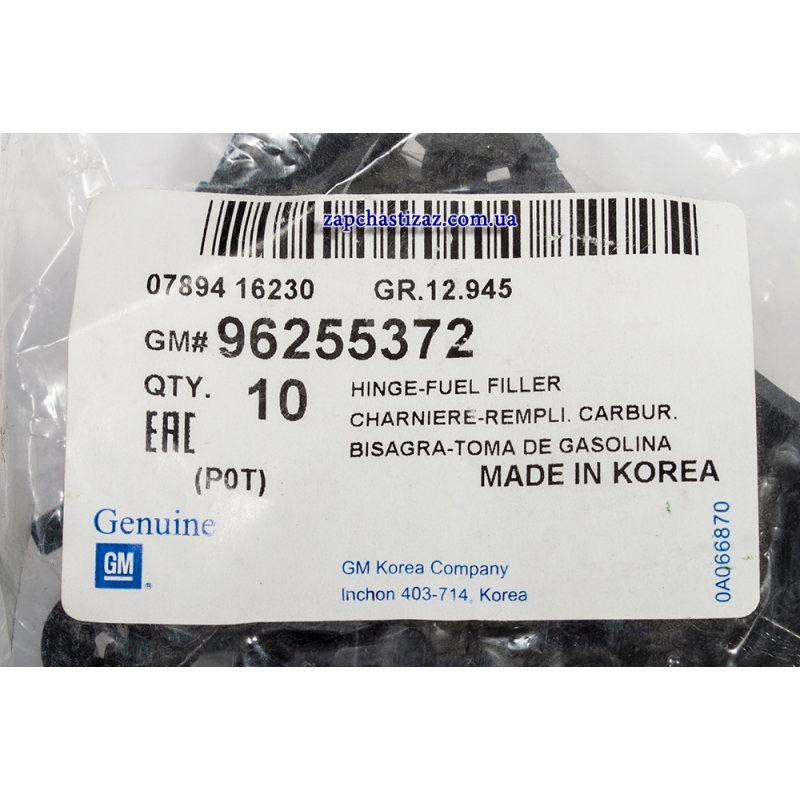 zapchastizaz.com.ua
07894 16230 GR.12.945
GM# 96255372
QTY. 10 HINGE-FUEL FILLER
CHARNIERE-REMPLI. CARBUR.
EAC BISAGRA-TOMA DE GASOLINA
(P0T) MADE IN KOREA
Genuine
GM ®
GM Korea Company
Inchon 403-714, Korea
0A066870